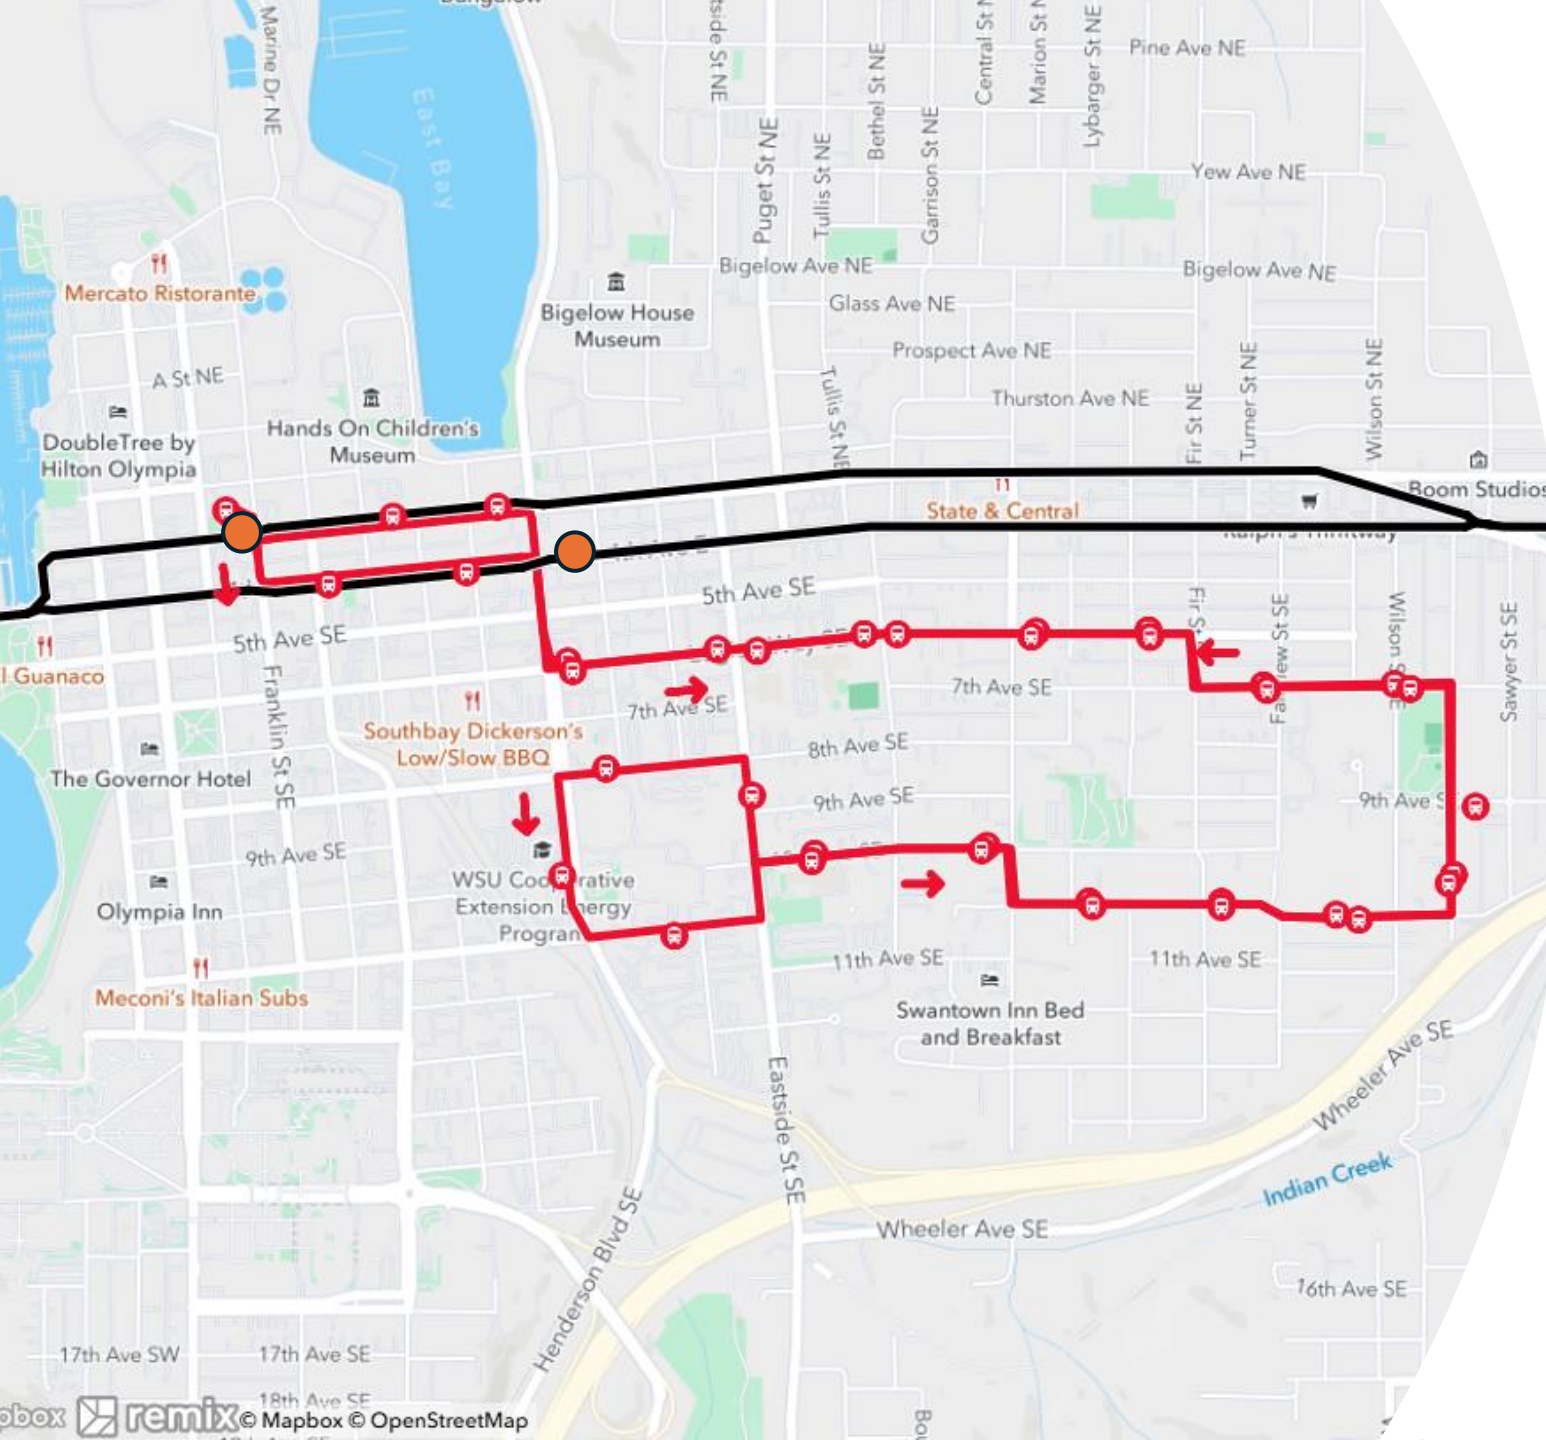 Marine Dr NE
East Bay
Puget St NE
Tullis St NE
Bethel St NE
Garrison St NE
Central St N
Marion St N
Lybarger St NE
Pine Ave NE
Yew Ave NE
Bigelow Ave NE
Bigelow Ave NE
Mercato Ristorante
Bigelow House
Museum
Glass Ave NE
Prospect Ave NE
A St NE
Thurston Ave NE
Tullis St NE
Fir St NE
Turner St NE
Wilson St NE
DoubleTree by
Hilton Olympia
Hands On Children's
Museum
Boom Studios
State & Central
5th Ave SE
5th Ave SE
Guanaco
7th Ave SE
7th Ave SE
Sawyer St SE
Franklin St SE
Southbay Dickerson's
Low/Slow BBQ
8th Ave SE
The Governor Hotel
9th Ave SE
9th Ave S
9th Ave SE
WSU
Extension
Olympia Inn
11th Ave SE
11th Ave SE
Meconi's Italian Subs
Swantown Inn Bed
and Breakfast
Eastside St SE
Wheeler Ave SE
Indian Creek
Henderson Blvd SE
Wheeler Ave SE
16th Ave SE
17th Ave SW
17th Ave SE
18th Ave SE
remix © Mapbox © OpenStreetMap